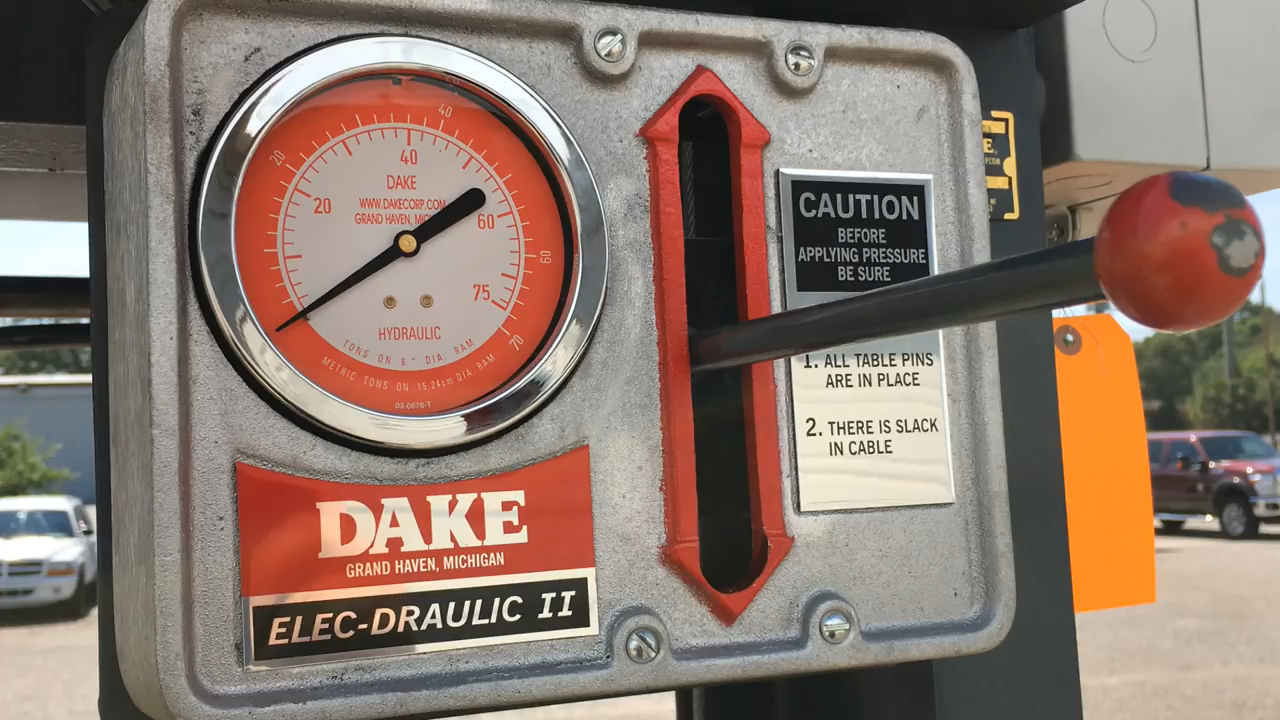 20
40
60
70
20
40
60
75
DAKE
WWW.DAKECORP.COM
GRAND HAVEN,
HYDRAULIC
TONS ON 6" DIA. RAM
METRIC TONS ON 15.24cm DIA RAM
03-0676-T
DAKE
GRAND HAVEN, MICHIGAN
ELEC-DRAULIC II
CAUTION
BEFORE
APPLYING PRESSURE
BE SURE
1. ALL TABLE PINS
ARE IN PLACE
2. THERE IS SLACK
IN CABLE